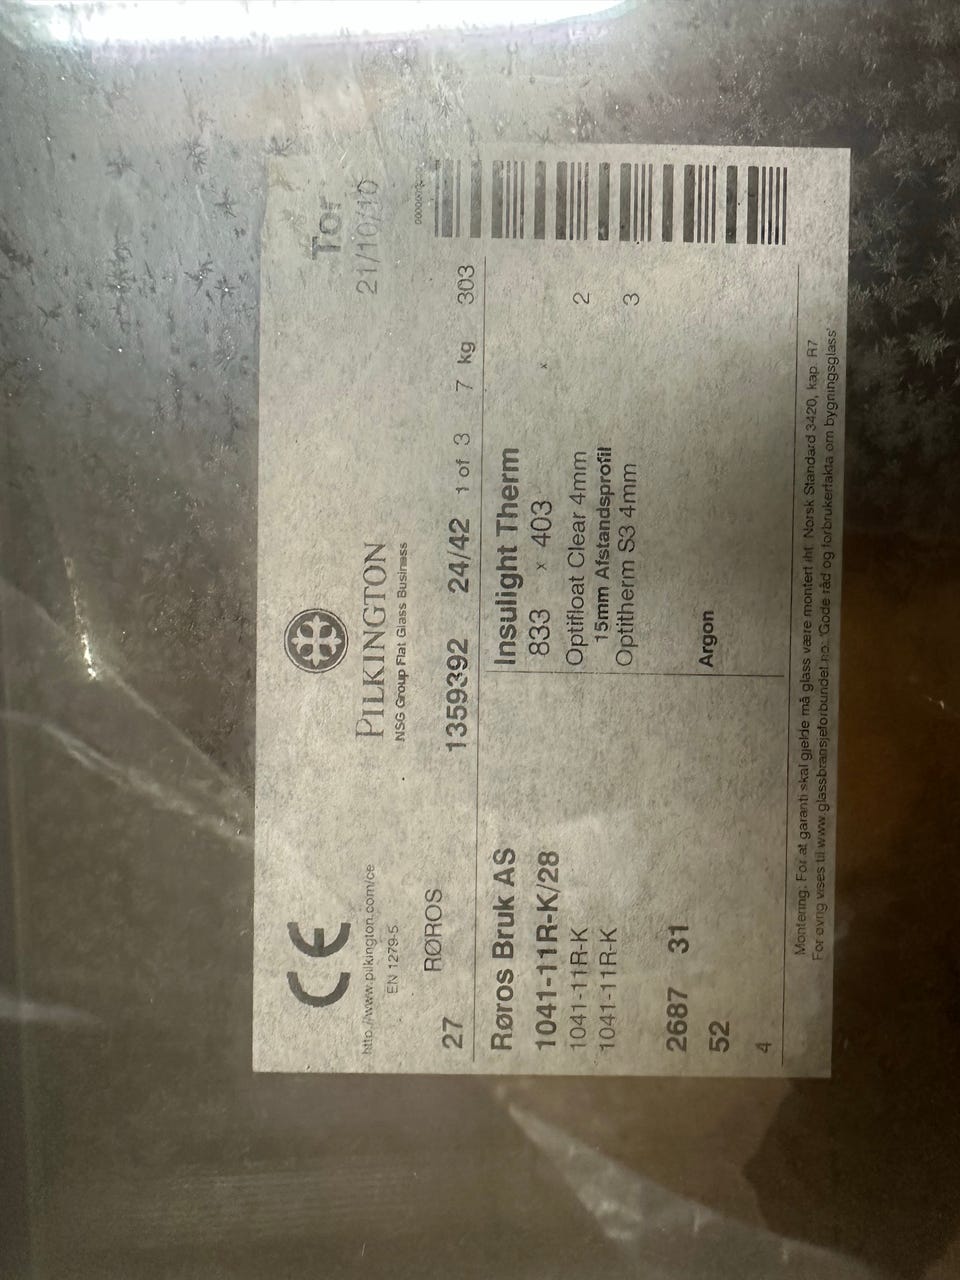 CE
http://www.pilkington.com/ce
EN 1279-5
PILKINGTON
NSG Group Flat Glass Business
Tor
21/10/10
RØROS
27 1359392 24/42 1 of 3 7 kg 303
Røros Bruk AS
1041-11R-K/28
1041-11R-K
1041-11R-K
2687 31
52
4
Insulight Therm
833 x 403 x
Optifloat Clear 4mm 2
15mm Afstandsprofil
Optitherm S3 4mm 3
Argon
Montering: For at garanti skal gjelde må glass være montert iht. Norsk Standard 3420, kap. R7
For øvrig vises til www.glassbransjeforbundet.no: 'Gode råd og forbrukerfakta om bygningsglass'